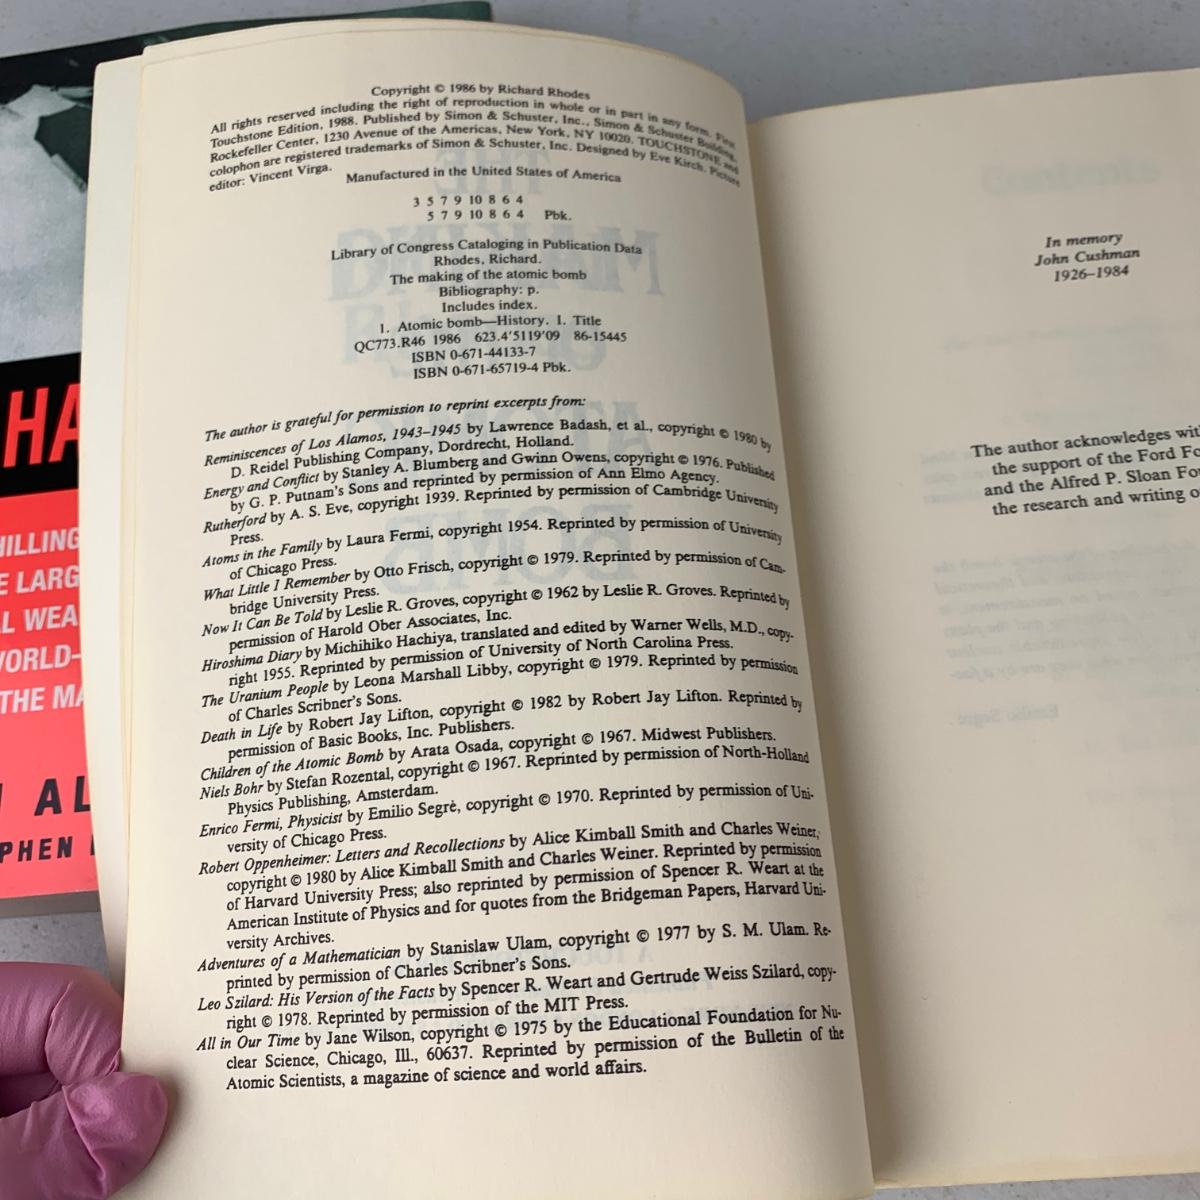 Copyright © 1986 by Richard Rhodes
All rights reserved including the right of reproduction in whole or in part in any form. First
Touchstone Edition, 1988. Published by Simon & Schuster, Inc., Simon & Schuster Building,
Rockefeller Center, 1230 Avenue of the Americas, New York, NY 10020. TOUCHSTONE and
colophon are registered trademarks of Simon & Schuster, Inc. Designed by Eve Kirch. Picture
editor: Vincent Virga.
Manufactured in the United States of America
3 5 7 9 10 8 6 4
5 7 9 10 8 6 4 Pbk.
Library of Congress Cataloging in Publication Data
Rhodes, Richard.
The making of the atomic bomb
Bibliography: p.
Includes index.
1. Atomic bomb—History. I. Title
QC773.R46 1986 623.4'5119'09 86-15445
ISBN 0-671-44133-7
ISBN 0-671-65719-4 Pbk.
The author is grateful for permission to reprint excerpts from:
Reminiscences of Los Alamos, 1943–1945 by Lawrence Badash, et al., copyright © 1980 by
D. Reidel Publishing Company, Dordrecht, Holland.
Energy and Conflict by Stanley A. Blumberg and Gwinn Owens, copyright © 1976. Published
by G. P. Putnam's Sons and reprinted by permission of Ann Elmo Agency.
Rutherford by A. S. Eve, copyright 1939. Reprinted by permission of Cambridge University
Press.
Atoms in the Family by Laura Fermi, copyright 1954. Reprinted by permission of University
of Chicago Press.
What Little I Remember by Otto Frisch, copyright © 1979. Reprinted by permission of Cam-
bridge University Press.
Now It Can Be Told by Leslie R. Groves, copyright © 1962 by Leslie R. Groves. Reprinted by
permission of Harold Ober Associates, Inc.
Hiroshima Diary by Michihiko Hachiya, translated and edited by Warner Wells, M.D., copy-
right 1955. Reprinted by permission of University of North Carolina Press.
The Uranium People by Leona Marshall Libby, copyright © 1979. Reprinted by permission
of Charles Scribner's Sons.
Death in Life by Robert Jay Lifton, copyright © 1982 by Robert Jay Lifton. Reprinted by
permission of Basic Books, Inc. Publishers.
Children of the Atomic Bomb by Arata Osada, copyright © 1967. Midwest Publishers.
Niels Bohr by Stefan Rozental, copyright © 1967. Reprinted by permission of North-Holland
Physics Publishing, Amsterdam.
Enrico Fermi, Physicist by Emilio Segrè, copyright © 1970. Reprinted by permission of Uni-
versity of Chicago Press.
Robert Oppenheimer: Letters and Recollections by Alice Kimball Smith and Charles Weiner,
copyright © 1980 by Alice Kimball Smith and Charles Weiner. Reprinted by permission
of Harvard University Press; also reprinted by permission of Spencer R. Weart at the
American Institute of Physics and for quotes from the Bridgeman Papers, Harvard Uni-
versity Archives.
Adventures of a Mathematician by Stanislaw Ulam, copyright © 1977 by S. M. Ulam. Re-
printed by permission of Charles Scribner's Sons.
Leo Szilard: His Version of the Facts by Spencer R. Weart and Gertrude Weiss Szilard, copy-
right © 1978. Reprinted by permission of the MIT Press.
All in Our Time by Jane Wilson, copyright © 1975 by the Educational Foundation for Nu-
clear Science, Chicago, Ill., 60637. Reprinted by permission of the Bulletin of the
Atomic Scientists, a magazine of science and world affairs.
In memory
John Cushman
1926–1984
The author acknowledges wit
the support of the Ford Fo
and the Alfred P. Sloan Fou
the research and writing o
HA
HILLING
E LARG
L WEA
WORLD-
THE MA
AL
PHEN